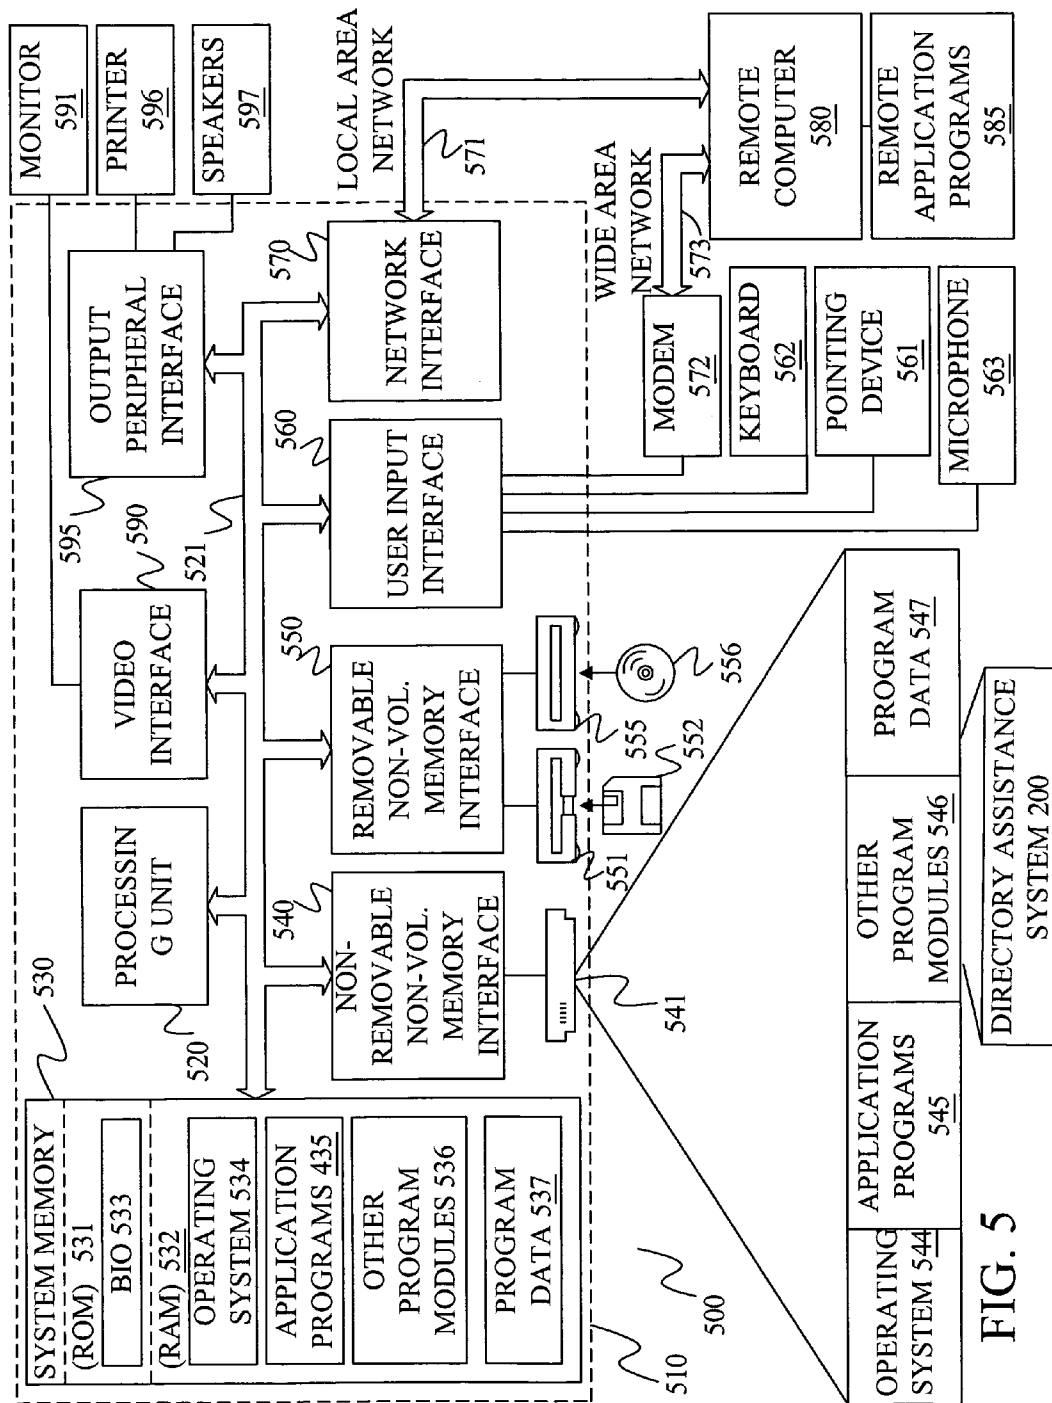 SYSTEM MEMORY
(ROM) 531
BIO 533
(RAM) 532
OPERATING
SYSTEM 534
APPLICATION
PROGRAMS 435
OTHER
PROGRAM
MODULES 536
PROGRAM
DATA 537
530
PROCESSIN
G UNIT
520
VIDEO
INTERFACE
590
521
OUTPUT
PERIPHERAL
INTERFACE
595
MONITOR
591
PRINTER
596
SPEAKERS
597
NON-
REMOVABLE
NON-VOL.
MEMORY
INTERFACE
540
REMOVABLE
NON-VOL.
MEMORY
INTERFACE
550
USER INPUT
INTERFACE
560
NETWORK
INTERFACE
570
LOCAL AREA
NETWORK
571
541
551
552
555
556
WIDE AREA
NETWORK
573
MODEM
572
KEYBOARD
562
POINTING
DEVICE
561
MICROPHONE
563
REMOTE
COMPUTER
580
REMOTE
APPLICATION
PROGRAMS
585
510
500
OPERATING
SYSTEM 544
APPLICATION
PROGRAMS
545
OTHER
PROGRAM
MODULES 546
PROGRAM
DATA 547
DIRECTORY ASSISTANCE
SYSTEM 200
FIG. 5